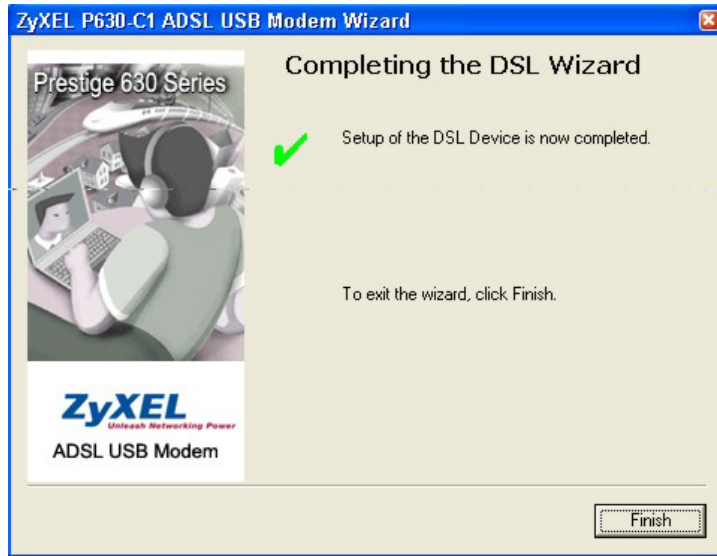 ZyXEL P630-C1 ADSL USB Modem Wizard
Prestige 630 Series
Completing the DSL Wizard
Setup of the DSL Device is now completed.
To exit the wizard, click Finish.
ZyXEL
Unleash Networking Power
ADSL USB Modem
Finish